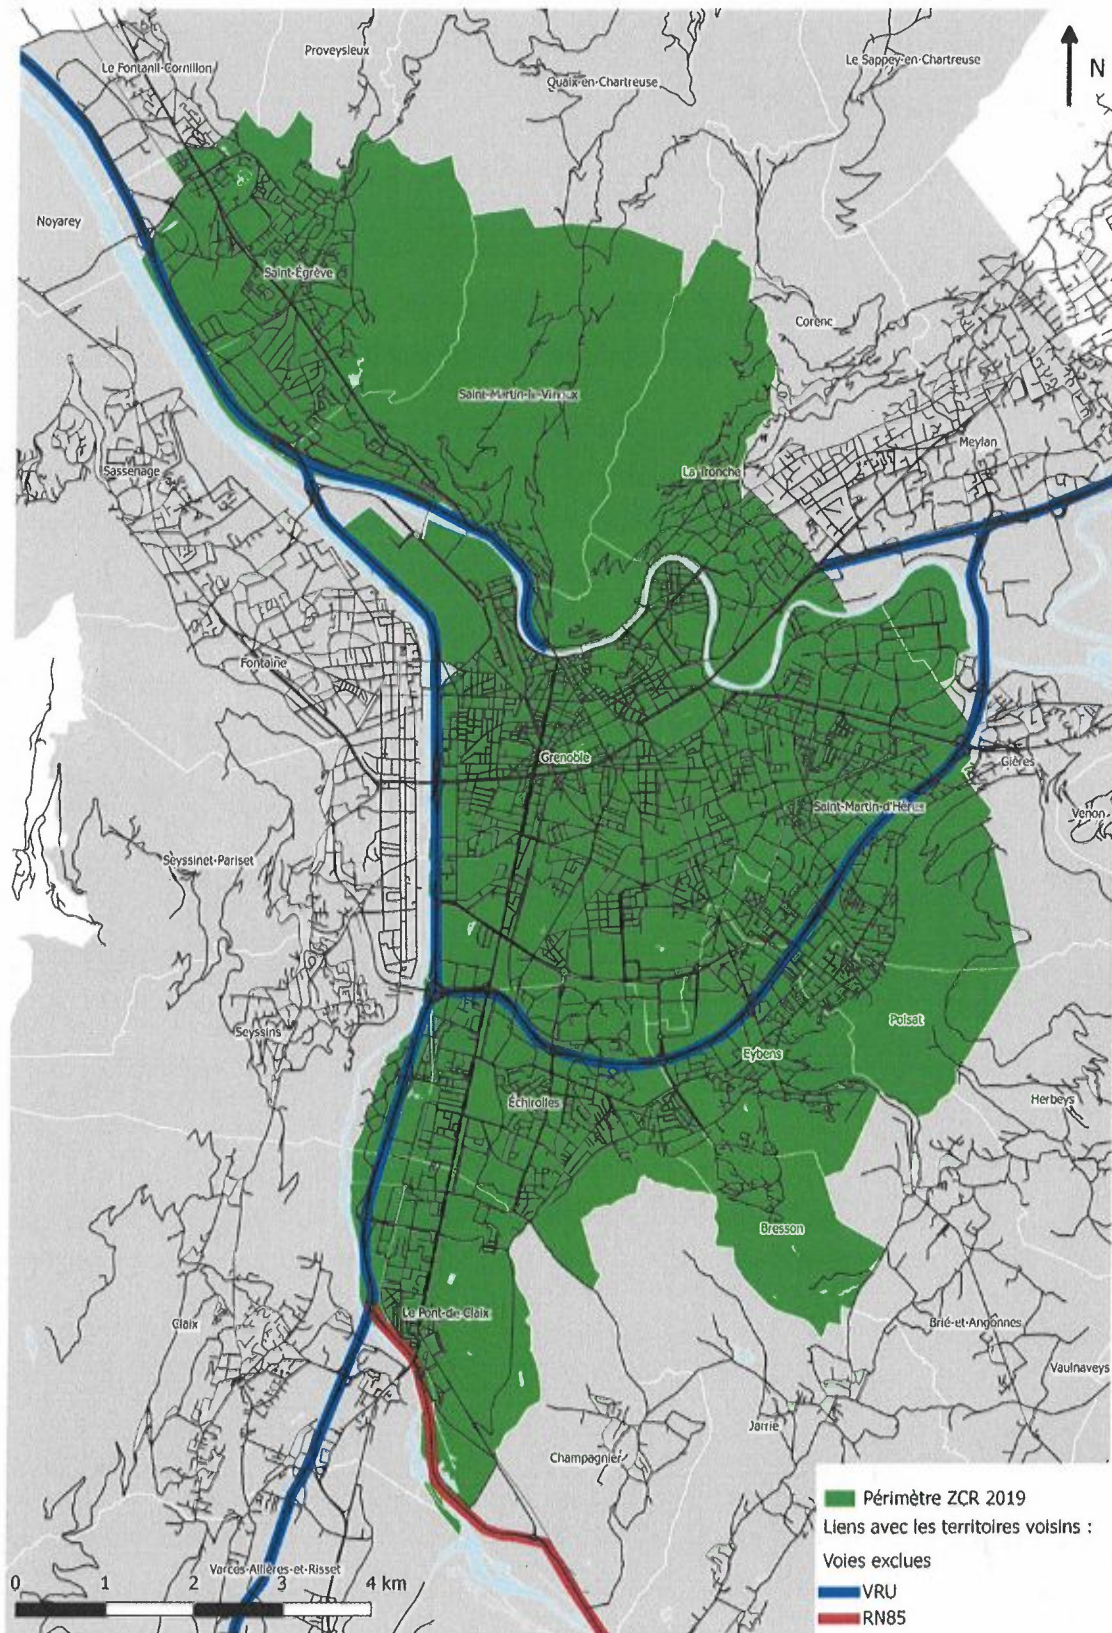 Proveysieux
Le Fontanil-Cornillon
Le Sappey-en-Chartreuse
Quaix-en-Chartreuse
N
Noyarey
Saint-Égrève
Corenc
Saint-Martin-le-Vinoux
Meylan
Sassenage
La Tronche
Fontaine
Grenoble
Gières
Saint-Martin-d'Hères
Venon
Seyssinet-Pariset
Poisat
Seyssins
Eybens
Échirolles
Herbeys
Bresson
Le Pont-de-Claix
Claix
Brié-et-Angonnes
Vaulnaveys
Jarrie
Champagnier
Périmètre ZCR 2019
Liens avec les territoires voisins :
Voies exclues
VRU
RN85
Varces-Allières-et-Risset
0 1 2 3 4 km